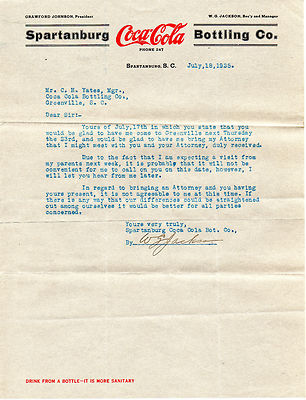 CRAWFORD JOHNSON, President
W. G. JACKSON, Sec'y and Manager
Spartanburg Coca-Cola Bottling Co.
PHONE 247
SPARTANBURG, S. C. July,18,1935.
Mr. C. H. Yates, Mgr.,
Coca Cola Bottling Co.,
Greenville, S. C.
Dear Sir:-
Yours of July,17th in which you state that you
would be glad to have me come to Greenville next Thursday
the 23rd, and would be glad to have me bring my Attorney
that I might meet with you and your Attorney, duly received.
Due to the fact that I am expecting a visit from
my parents next week, it is probable that it will not be
convenient for me to call on you on this date, however, I
will let you hear from me later.
In regard to bringing an Attorney and you having
yours present, it is not agreeable to me at this time. If
there is any way that our differences could be straightened
out among ourselves it would be better for all parties
concerned.
Yours very truly,
Spartanburg Coca Cola Bot. Co.,
By W G Jackson
DRINK FROM A BOTTLE—IT IS MORE SANITARY